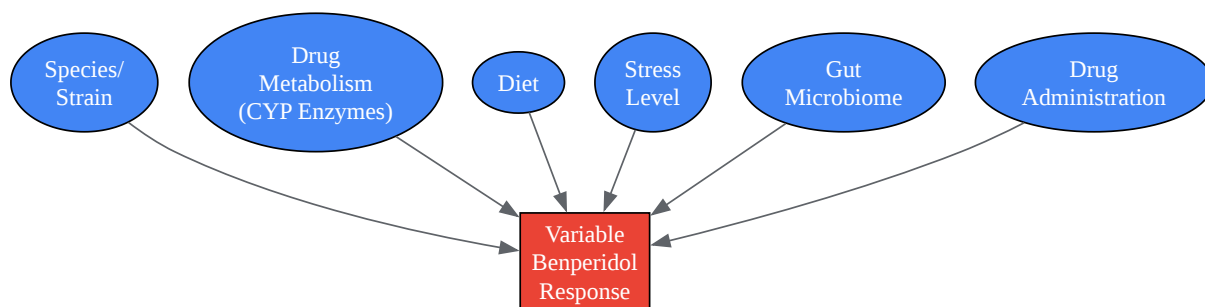 Species/
Strain
Drug
Metabolism
(CYP Enzymes)
Diet
Stress
Level
Gut
Microbiome
Drug
Administration
Variable
Benperidol
Response